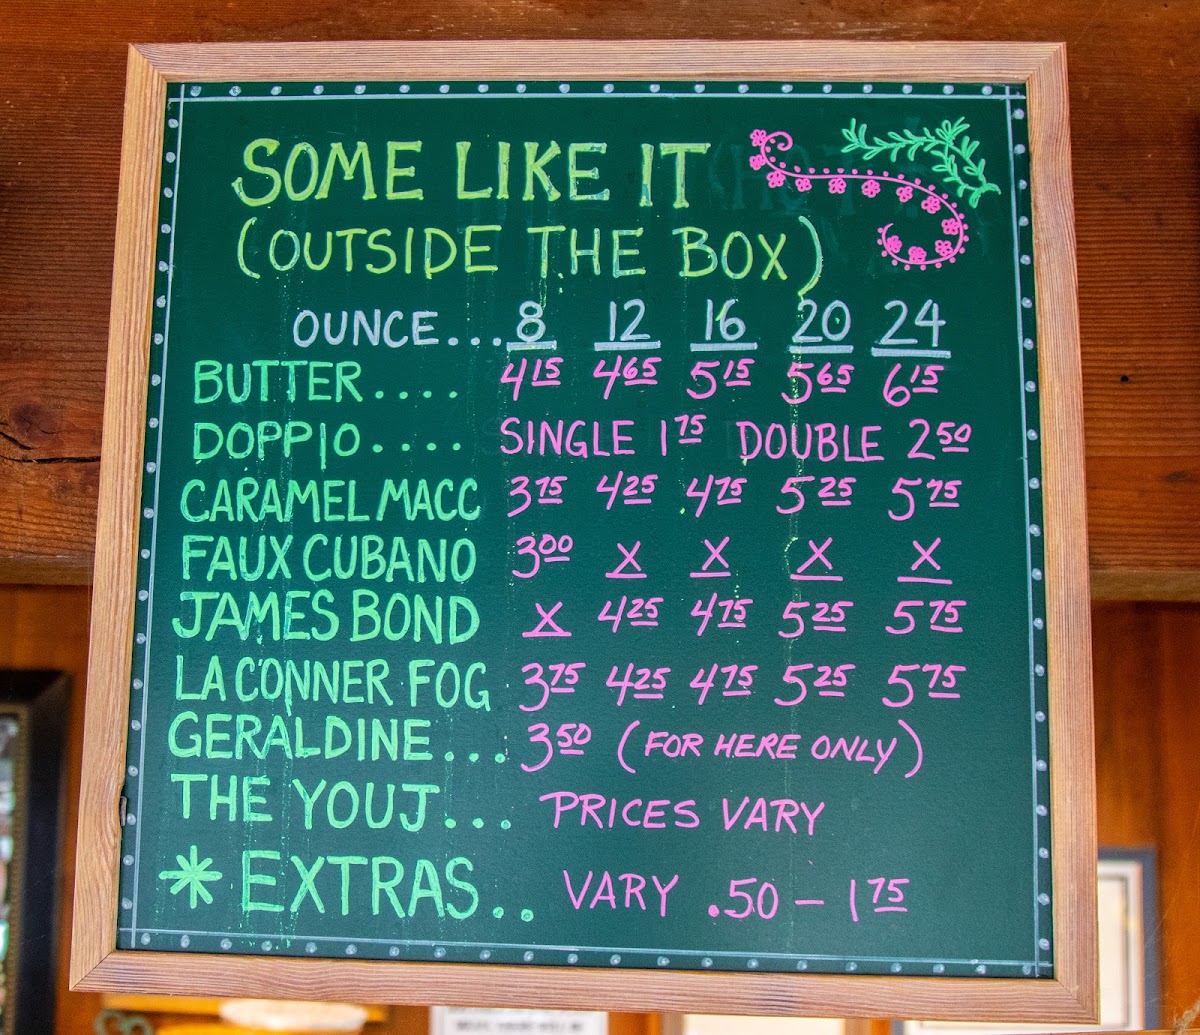 SOME LIKE IT
(OUTSIDE THE BOX)
OUNCE... 8 12 16 20 24
BUTTER.... 4 15 4 65 5 15 5 65 6 15
DOPPIO.... SINGLE 1 75 DOUBLE 2 50
CARAMEL MACC 3 75 4 25 4 75 5 25 5 75
FAUX CUBANO 3 00 X X X X
JAMES BOND X 4 25 4 75 5 25 5 75
LA CONNER FOG 3 75 4 25 4 75 5 25 5 75
GERALDINE... 3 50 (FOR HERE ONLY)
THE YOUJ... PRICES VARY
* EXTRAS.. VARY .50 – 1 75